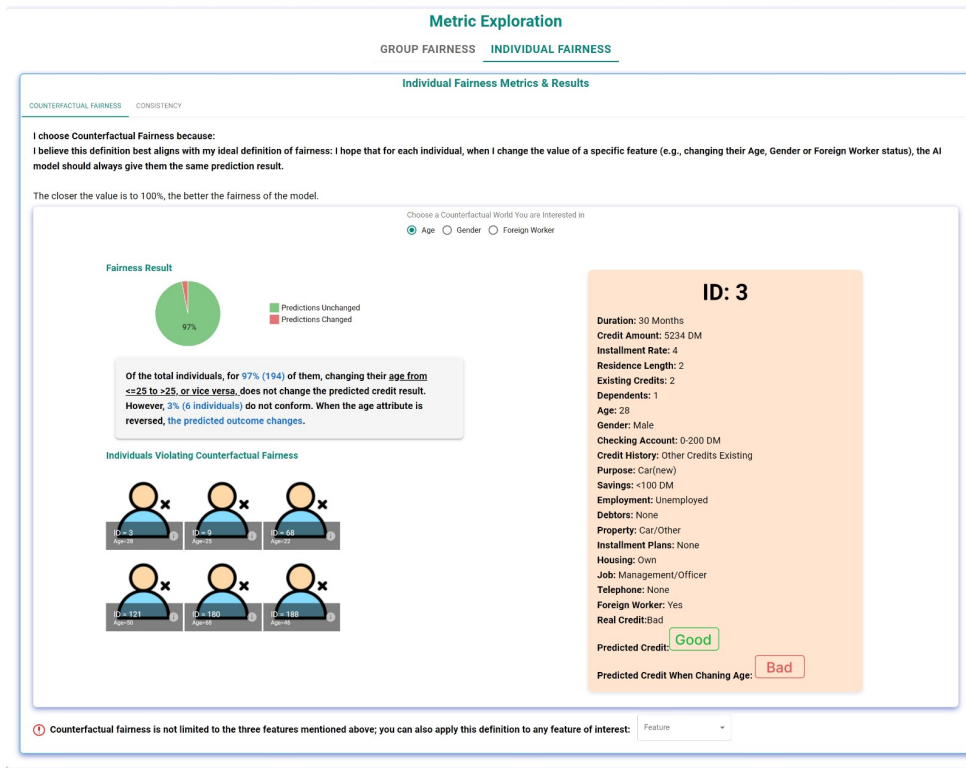 Metric Exploration
GROUP FAIRNESS INDIVIDUAL FAIRNESS
Individual Fairness Metrics & Results
COUNTERFACTUAL FAIRNESS CONSISTENCY
I choose Counterfactual Fairness because:
I believe this definition best aligns with my ideal definition of fairness: I hope that for each individual, when I change the value of a specific feature (e.g., changing their Age, Gender or Foreign Worker status), the AI
model should always give them the same prediction result.
The closer the value is to 100%, the better the fairness of the model.
Choose a Counterfactual World You are Interested in
Age Gender Foreign Worker
Fairness Result
97%
Predictions Unchanged
Predictions Changed
Of the total individuals, for 97% (194) of them, changing their age from
<=25 to >25, or vice versa, does not change the predicted credit result.
However, 3% (6 individuals) do not conform. When the age attribute is
reversed, the predicted outcome changes.
Individuals Violating Counterfactual Fairness
ID = 3 ID = 9 ID = 68
Age=28 Age=25 Age=22
ID = 121 ID = 180 ID = 188
Age=50 Age=68 Age=46
ID: 3
Duration: 30 Months
Credit Amount: 5234 DM
Installment Rate: 4
Residence Length: 2
Existing Credits: 2
Dependents: 1
Age: 28
Gender: Male
Checking Account: 0-200 DM
Credit History: Other Credits Existing
Purpose: Car(new)
Savings: <100 DM
Employment: Unemployed
Debtors: None
Property: Car/Other
Installment Plans: None
Housing: Own
Job: Management/Officer
Telephone: None
Foreign Worker: Yes
Real Credit:Bad
Predicted Credit: Good
Predicted Credit When Chaning Age: Bad
Counterfactual fairness is not limited to the three features mentioned above; you can also apply this definition to any feature of interest: Feature